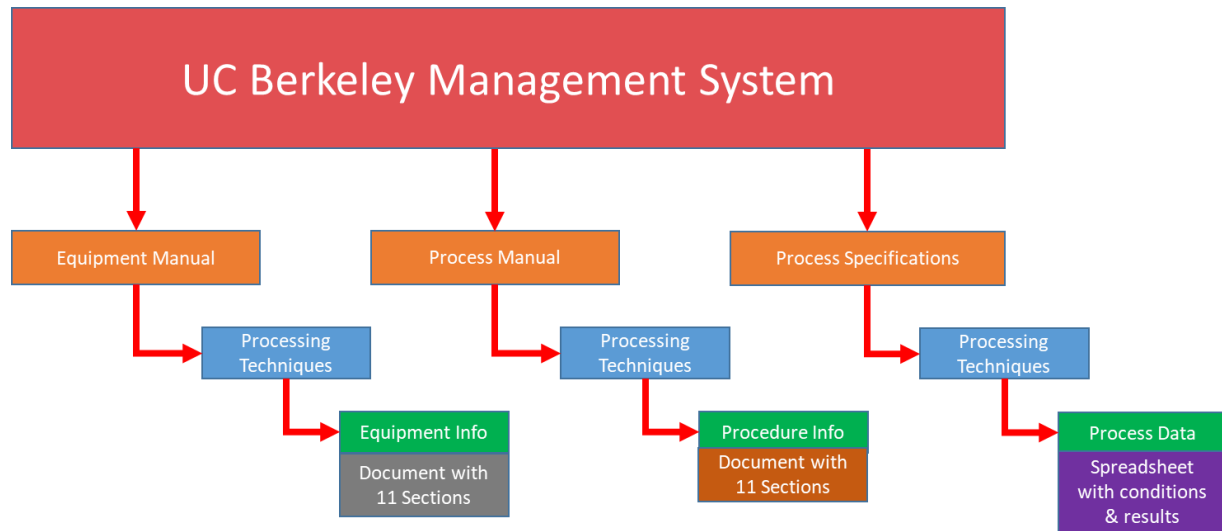 UC Berkeley Management System
Equipment Manual
Process Manual
Process Specifications
Processing
Techniques
Processing
Techniques
Processing
Techniques
Equipment Info
Document with
11 Sections
Procedure Info
Document with
11 Sections
Process Data
Spreadsheet
with conditions
& results